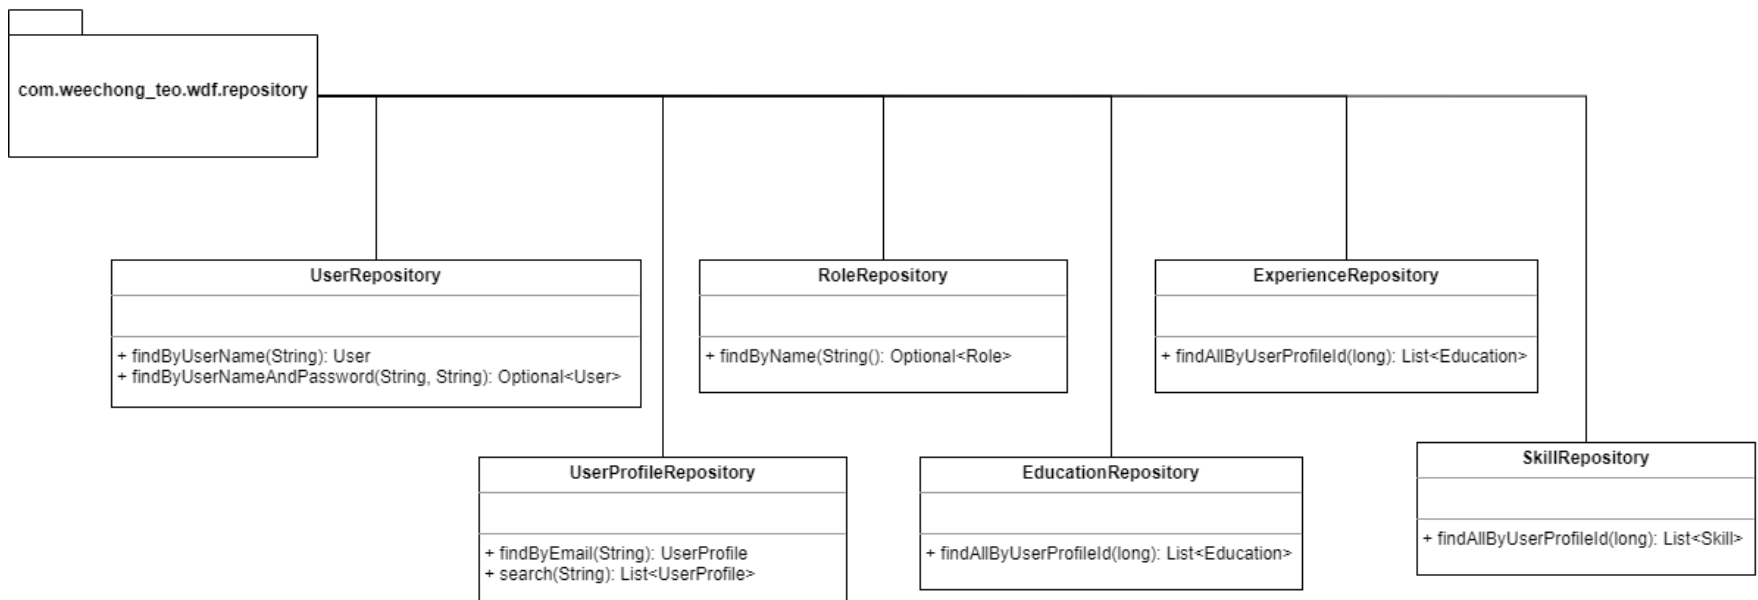 com.weechong_teo.wdf.repository
UserRepository
+ findByUserName(String): User
+ findByUserNameAndPassword(String, String): Optional<User>
RoleRepository
+ findByName(String(): Optional<Role>
ExperienceRepository
+ findAllByUserProfileId(long): List<Education>
UserProfileRepository
+ findByEmail(String): UserProfile
+ search(String): List<UserProfile>
EducationRepository
+ findAllByUserProfileId(long): List<Education>
SkillRepository
+ findAllByUserProfileId(long): List<Skill>